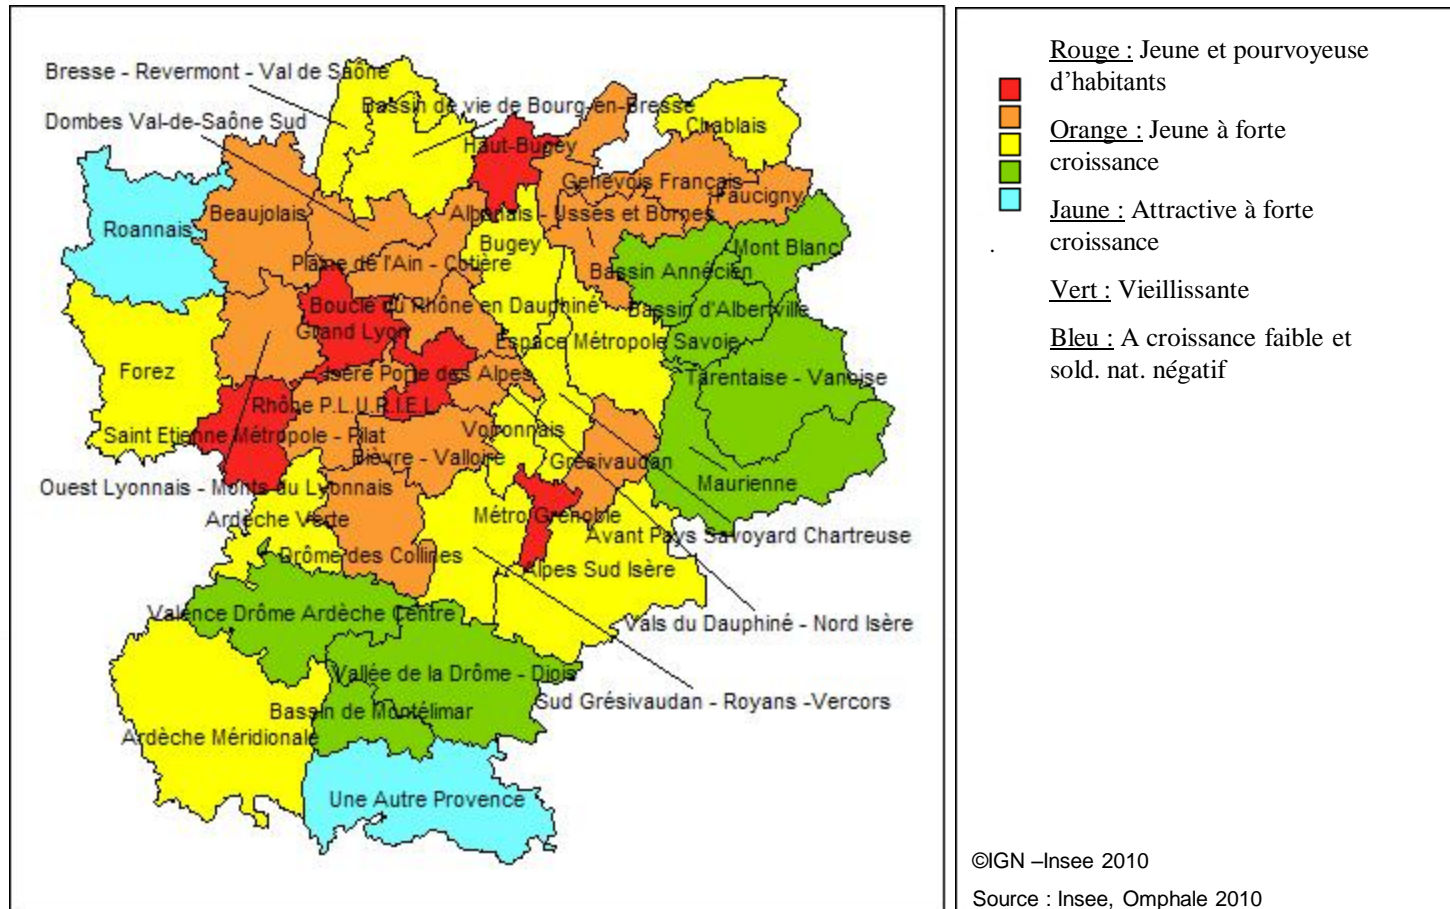 Bresse - Revermont - Val de Saône
Bassin de vie de Bourg-en-Bresse
Dombes Val-de-Saône Sud
Chablais
Haut-Bugey
Genevois Français
Faucigny
Roannais
Beaujolais
Albanais - Usses et Bornes
Bugey
Mont Blanc
Plaine de l'Ain - Cotière
Bassin Annécien
Boucle du Rhône en Dauphiné
Bassin d'Albertville
Grand Lyon
Espace Métropole Savoie
Forez
Isère Porte des Alpes
Tarentaise - Vanoise
Rhône P.L.U.R.I.E.L.
Saint Etienne Métropole - Pilat
Voironnais
Bièvre - Valloire
Grésivaudan
Maurienne
Ouest Lyonnais - Monts du Lyonnais
Ardèche Verte
Métro Grenoble
Avant Pays Savoyard Chartreuse
Drôme des Collines
Alpes Sud Isère
Valence Drôme Ardèche Centre
Vals du Dauphiné - Nord Isère
Vallée de la Drôme - Diois
Sud Grésivaudan - Royans -Vercors
Bassin de Montélimar
Ardèche Méridionale
Une Autre Provence
Rouge : Jeune et pourvoyeuse
d’habitants
Orange : Jeune à forte
croissance
Jaune : Attractive à forte
croissance
.
Vert : Vieillissante
Bleu : A croissance faible et
sold. nat. négatif
©IGN –Insee 2010
Source : Insee, Omphale 2010